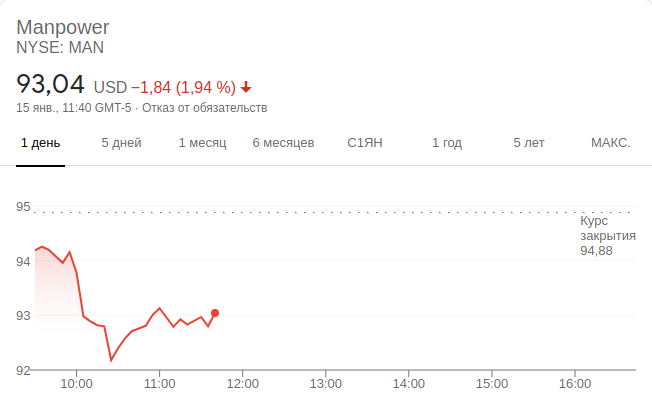 Manpower
NYSE: MAN
93,04 USD −1,84 (1,94 %)
15 янв., 11:40 GMT-5 · Отказ от обязательств
1 день 5 дней 1 месяц 6 месяцев С1ЯН 1 год 5 лет МАКС.
95
Курс
закрытия
94,88
94
93
92
10:00 11:00 12:00 13:00 14:00 15:00 16:00